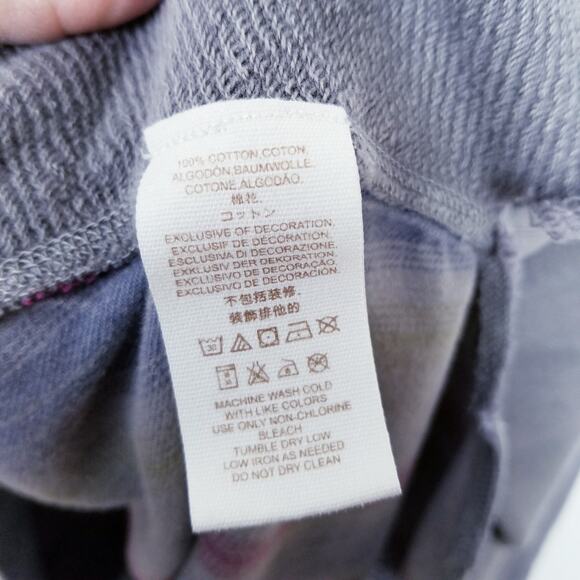 100% COTTON,COTON,
ALGODÓN,BAUMWOLLE.
COTONE,ALGODÃO.
棉花.
コットン
EXCLUSIVE OF DECORATION.
EXCLUSIF DE DÉCORATION.
ESCLUSIVA DI DECORAZIONE.
EXKLUSIV DER DEKORATION.
EXCLUSIVO DE DECORAÇÃO.
EXCLUSIVO DE DECORACIÓN.
不包括装修.
装飾排他的
30
MACHINE WASH COLD
WITH LIKE COLORS
USE ONLY NON-CHLORINE
BLEACH
TUMBLE DRY LOW
LOW IRON AS NEEDED
DO NOT DRY CLEAN